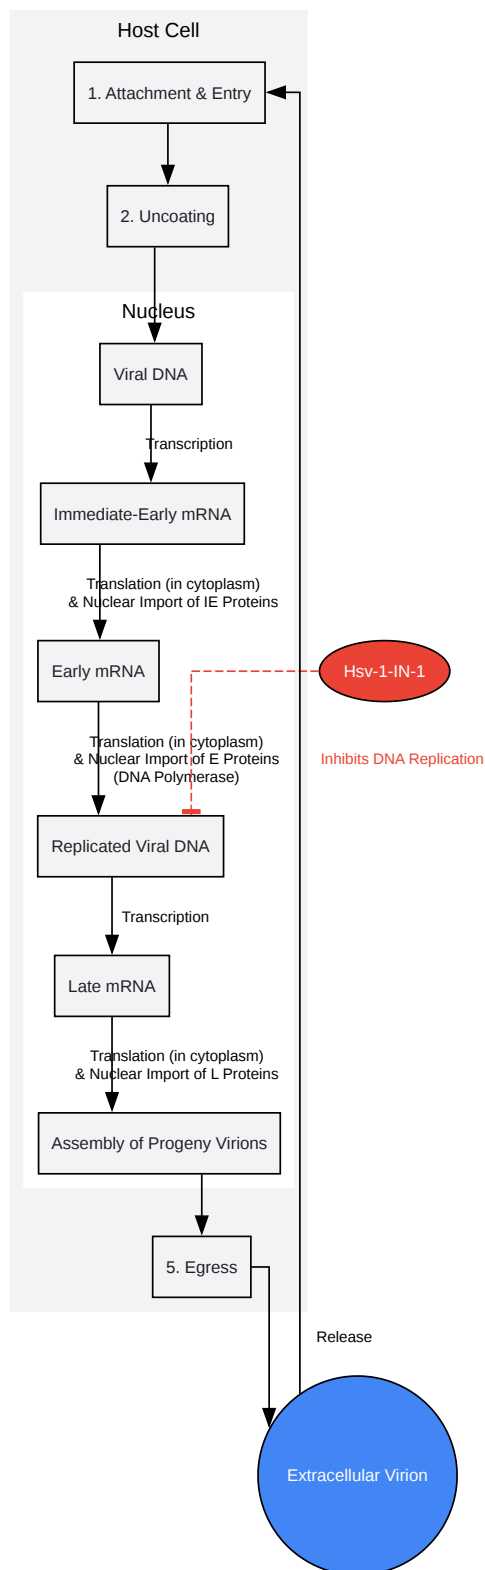 Host Cell
1. Attachment & Entry
2. Uncoating
Nucleus
Viral DNA
Transcription
Immediate-Early mRNA
Translation (in cytoplasm)
& Nuclear Import of IE Proteins
Early mRNA
Hsv-1-IN-1
Translation (in cytoplasm)
& Nuclear Import of E Proteins
(DNA Polymerase)
Inhibits DNA Replication
Replicated Viral DNA
Transcription
Late mRNA
Translation (in cytoplasm)
& Nuclear Import of L Proteins
Assembly of Progeny Virions
5. Egress
Release
Extracellular Virion